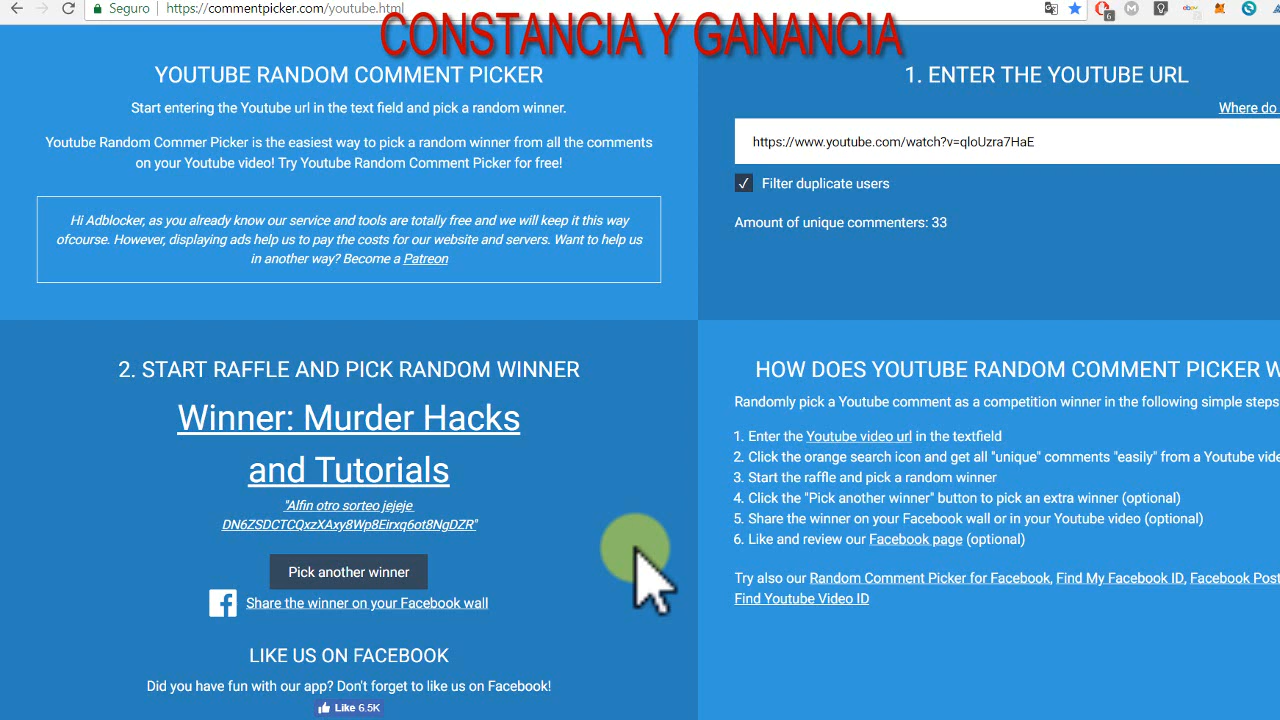 Seguro
https://commentpicker.com/youtube.html
CONSTANCIA Y GANANCIA
YOUTUBE RANDOM COMMENT PICKER
Start entering the Youtube url in the text field and pick a random winner.
Youtube Random Commer Picker is the easiest way to pick a random winner from all the comments
on your Youtube video! Try Youtube Random Comment Picker for free!
Hi Adblocker, as you already know our service and tools are totally free and we will keep it this way
ofcourse. However, displaying ads help us to pay the costs for our website and servers. Want to help us
in another way? Become a Patreon
1. ENTER THE YOUTUBE URL
Where do
https://www.youtube.com/watch?v=qloUzra7HaE
Filter duplicate users
Amount of unique commenters: 33
2. START RAFFLE AND PICK RANDOM WINNER
Winner: Murder Hacks
and Tutorials
"Alfin otro sorteo jejeje
DN6ZSDCTCQxzXAxy8Wp8Eirxq6ot8NgDZR"
Pick another winner
Share the winner on your Facebook wall
LIKE US ON FACEBOOK
Did you have fun with our app? Don't forget to like us on Facebook!
Like 6.5K
HOW DOES YOUTUBE RANDOM COMMENT PICKER W
Randomly pick a Youtube comment as a competition winner in the following simple steps
1. Enter the Youtube video url in the textfield
2. Click the orange search icon and get all "unique" comments "easily" from a Youtube vide
3. Start the raffle and pick a random winner
4. Click the "Pick another winner" button to pick an extra winner (optional)
5. Share the winner on your Facebook wall or in your Youtube video (optional)
6. Like and review our Facebook page (optional)
Try also our Random Comment Picker for Facebook, Find My Facebook ID, Facebook Post
Find Youtube Video ID